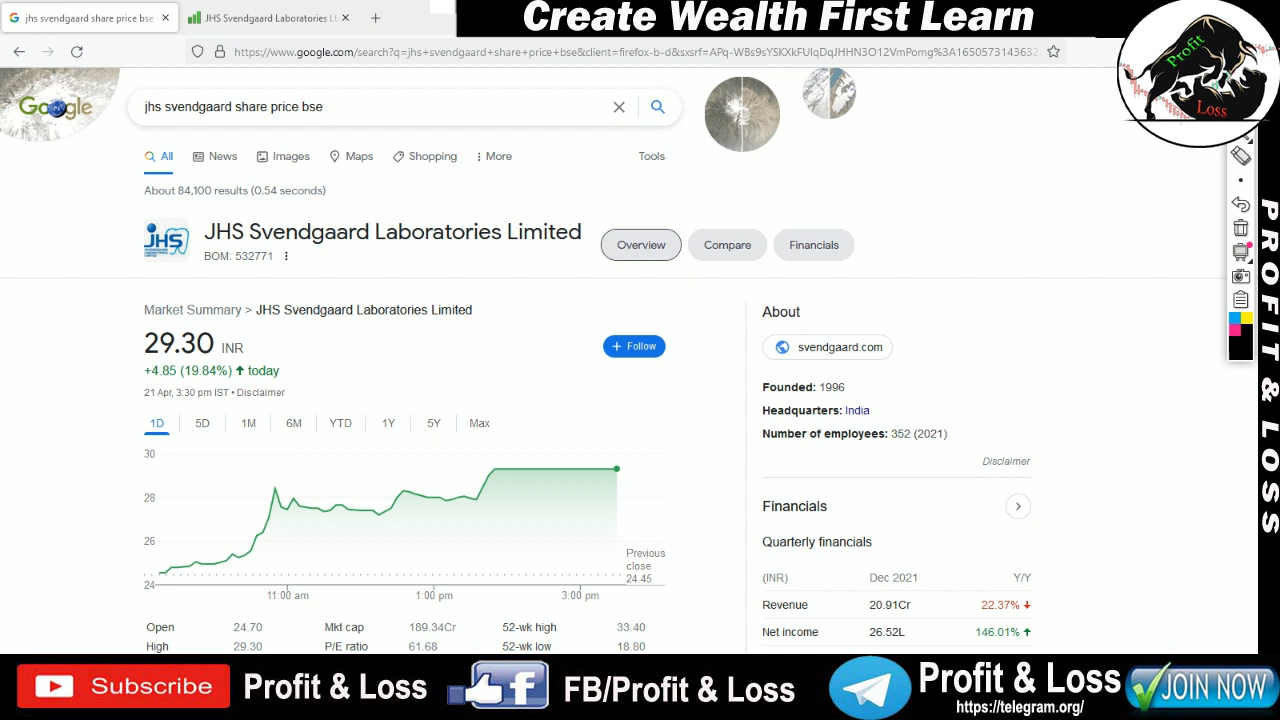 Create Wealth First Learn
jhs svendgaard share price bse
JHS Svendgaard Laboratories L
https://www.google.com/search?q=jhs+svendgaard+share+price+bse&client=firefox-b-d&sxsrf=
Google
jhs svendgaard share price bse
All
News
Images
Maps
Shopping
More
Tools
About 84,100 results (0.54 seconds)
JHS
JHS Svendgaard Laboratories Limited
BOM: 532771
Overview
Compare
Financials
Market Summary > JHS Svendgaard Laboratories Limited
29.30 INR
+4.85 (19.84%) ↑ today
21 Apr, 3:30 pm IST • Disclaimer
+ Follow
1D
5D
1M
6M
YTD
1Y
5Y
Max
30
28
26
24
Previous
close
24.45
11:00 am
1:00 pm
3:00 pm
Open 24.70 Mkt cap 189.34Cr 52-wk high 33.40
High 29.30 P/E ratio 61.68 52-wk low 18.80
About
svendgaard.com
Founded: 1996
Headquarters: India
Number of employees: 352 (2021)
Disclaimer
Financials
Quarterly financials
(INR) Dec 2021 Y/Y
Revenue 20.91Cr 22.37% ↓
Net income 26.52L 146.01% ↑
Profit
Loss
PROFIT & LOSS
Subscribe
Profit & Loss
f
FB/Profit & Loss
Profit & Loss
https://telegram.org/
JOIN NOW